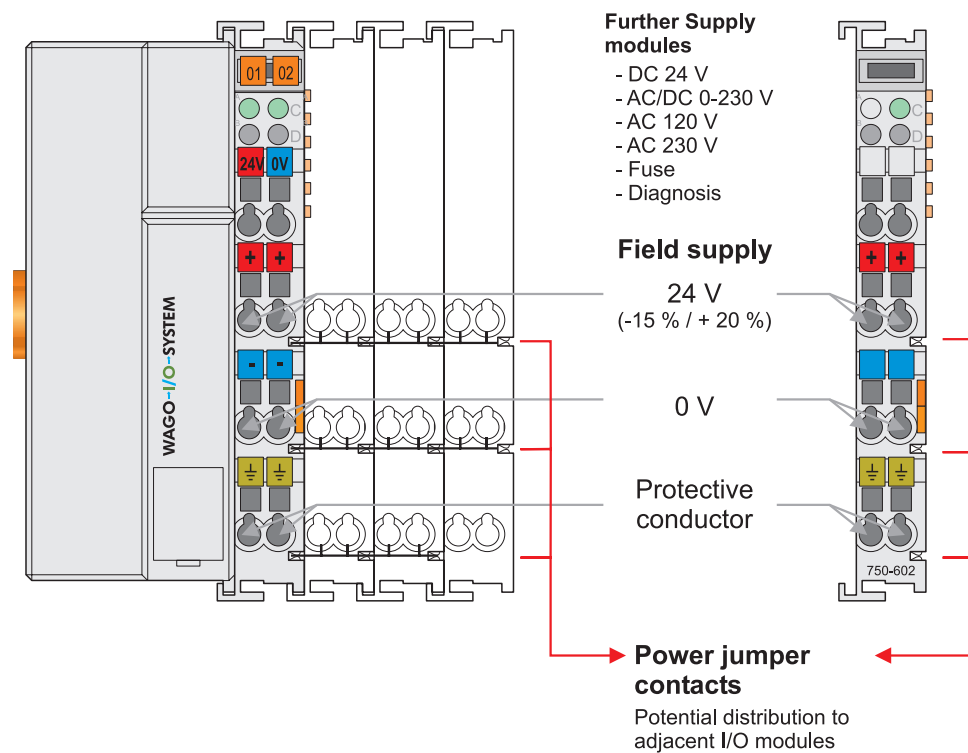 Further Supply
modules
- DC 24 V
- AC/DC 0-230 V
- AC 120 V
- AC 230 V
- Fuse
- Diagnosis
01 02
A
C
B
D
24V 0V
+ +
- -
WAGO-I/O-SYSTEM
Field supply
24 V
(-15 % / + 20 %)
0 V
Protective
conductor
A
C
B
D
+ +
750-602
Power jumper
contacts
Potential distribution to
adjacent I/O modules